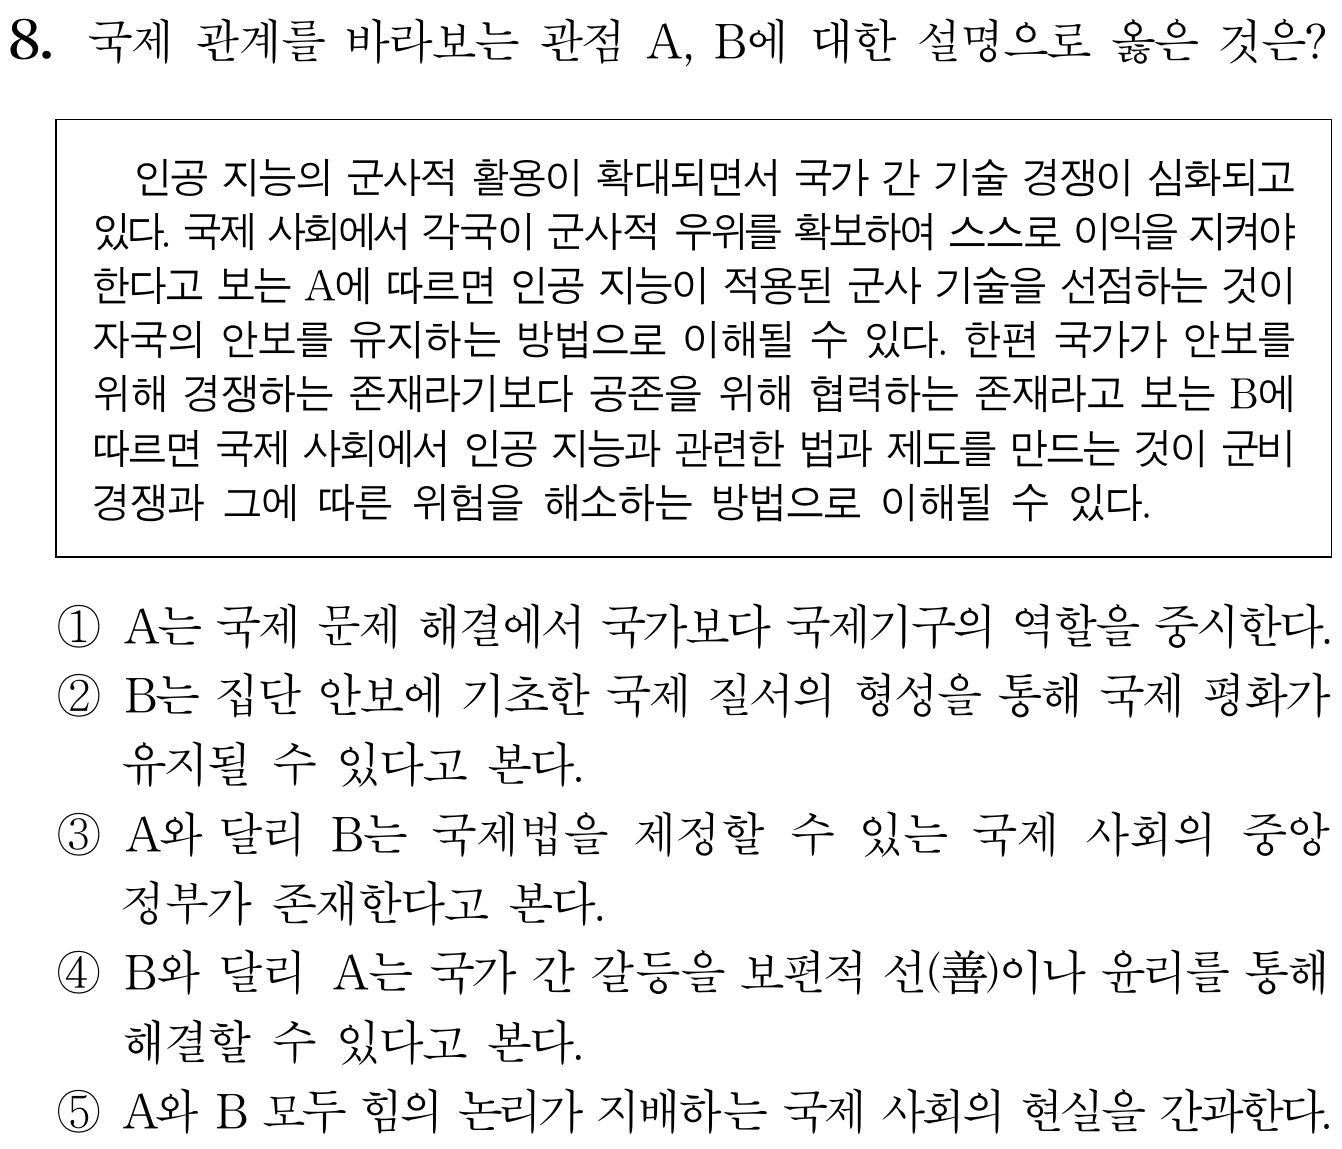 8. 국제 관계를 바라보는 관점 A, B에 대한 설명으로 옳은 것은?
인공 지능의 군사적 활용이 확대되면서 국가 간 기술 경쟁이 심화되고
있다. 국제 사회에서 각국이 군사적 우위를 확보하여 스스로 이익을 지켜야
한다고 보는 A에 따르면 인공 지능이 적용된 군사 기술을 선점하는 것이
자국의 안보를 유지하는 방법으로 이해될 수 있다. 한편 국가가 안보를
위해 경쟁하는 존재라기보다 공존을 위해 협력하는 존재라고 보는 B에
따르면 국제 사회에서 인공 지능과 관련한 법과 제도를 만드는 것이 군비
경쟁과 그에 따른 위험을 해소하는 방법으로 이해될 수 있다.
① A는 국제 문제 해결에서 국가보다 국제기구의 역할을 중시한다.
② B는 집단 안보에 기초한 국제 질서의 형성을 통해 국제 평화가
유지될 수 있다고 본다.
③ A와 달리 B는 국제법을 제정할 수 있는 국제 사회의 중앙
정부가 존재한다고 본다.
④ B와 달리 A는 국가 간 갈등을 보편적 선(善)이나 윤리를 통해
해결할 수 있다고 본다.
⑤ A와 B 모두 힘의 논리가 지배하는 국제 사회의 현실을 간과한다.